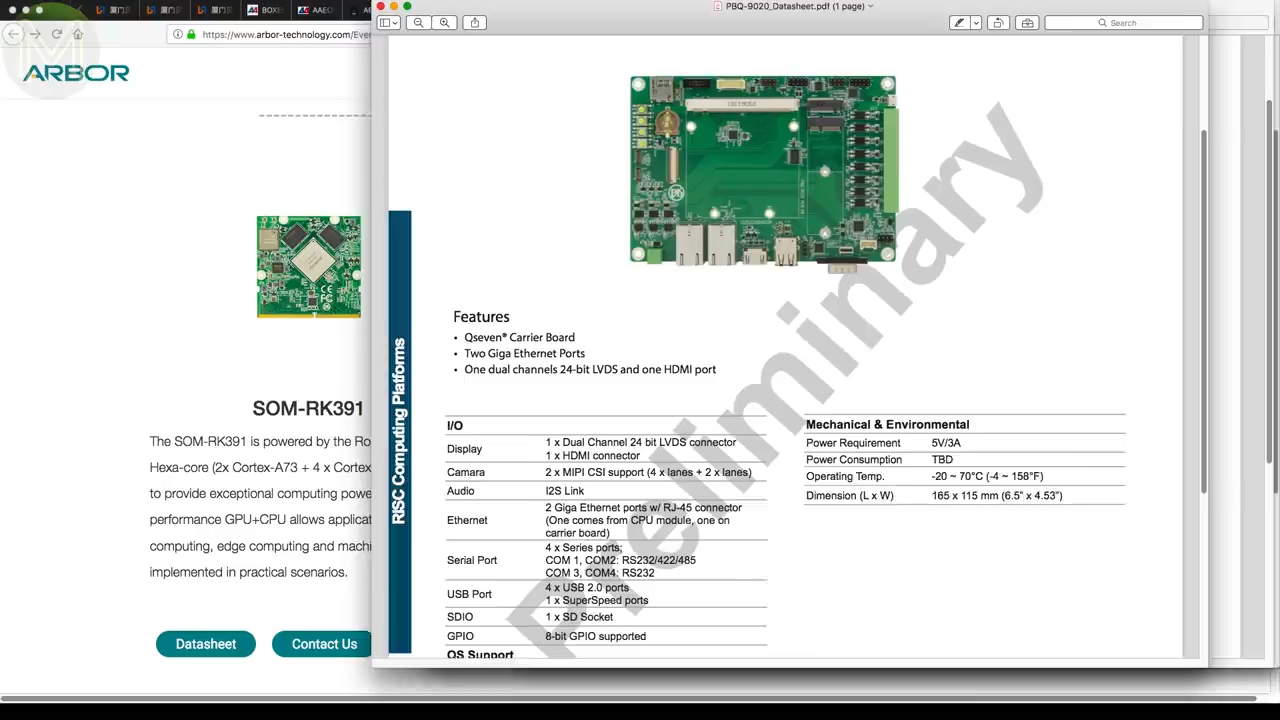 PBQ-9020_Datasheet.pdf (1 page)
BOXE
AAEO
https://www.arbor-technology.com/Even
Search
ARBOR
Preliminary
RISC Computing Platforms
Features
• Qseven® Carrier Board
• Two Giga Ethernet Ports
• One dual channels 24-bit LVDS and one HDMI port
I/O
Display 1 x Dual Channel 24 bit LVDS connector
1 x HDMI connector
Camara 2 x MIPI CSI support (4 x lanes + 2 x lanes)
Audio I2S Link
Ethernet 2 Giga Ethernet ports w/ RJ-45 connector
(One comes from CPU module, one on
carrier board)
Serial Port 4 x Series ports;
COM 1, COM2: RS232/422/485
COM 3, COM4: RS232
USB Port 4 x USB 2.0 ports
1 x SuperSpeed ports
SDIO 1 x SD Socket
GPIO 8-bit GPIO supported
OS Support
Mechanical & Environmental
Power Requirement 5V/3A
Power Consumption TBD
Operating Temp. -20 ~ 70°C (-4 ~ 158°F)
Dimension (L x W) 165 x 115 mm (6.5" x 4.53")
SOM-RK391
The SOM-RK391 is powered by the Ro
Hexa-core (2x Cortex-A73 + 4 x Cortex
to provide exceptional computing powe
performance GPU+CPU allows applicat
computing, edge computing and machi
implemented in practical scenarios.
Datasheet
Contact Us